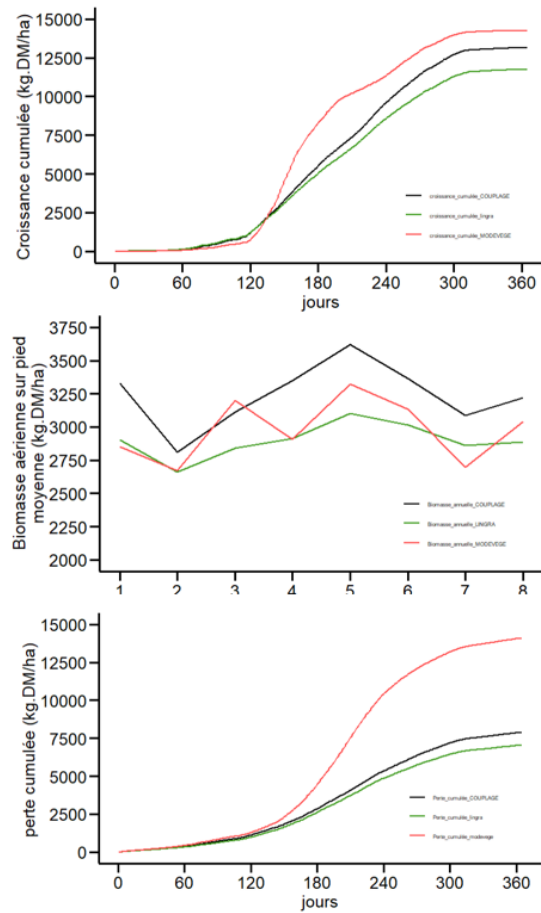 Croissance cumulée (kg.DM/ha)
15000
12500
10000
7500
5000
2500
0
croissance_cumulée_COUPLAGE
croissance_cumulée_lingra
croissance_cumulée_MODEVEGE
0 60 120 180 240 300 360
jours
Biomasse aérienne sur pied
moyenne (kg.DM/ha)
3750
3500
3250
3000
2750
2500
2250
2000
Biomasse_annuelle_COUPLAGE
Biomasse_annuelle_LINGRA
Biomasse_annuelle_MODEVEGE
1 2 3 4 5 6 7 8
perte cumulée (kg.DM/ha)
15000
12500
10000
7500
5000
2500
0
Perte_cumulée_COUPLAGE
Perte_cumulée_lingra
Perte_cumulée_modevege
0 60 120 180 240 300 360
jours